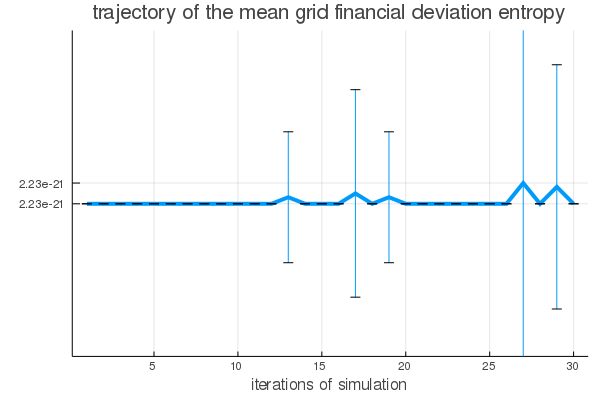 trajectory of the mean grid financial deviation entropy
2.23e-21
2.23e-21
5 10 15 20 25 30
iterations of simulation